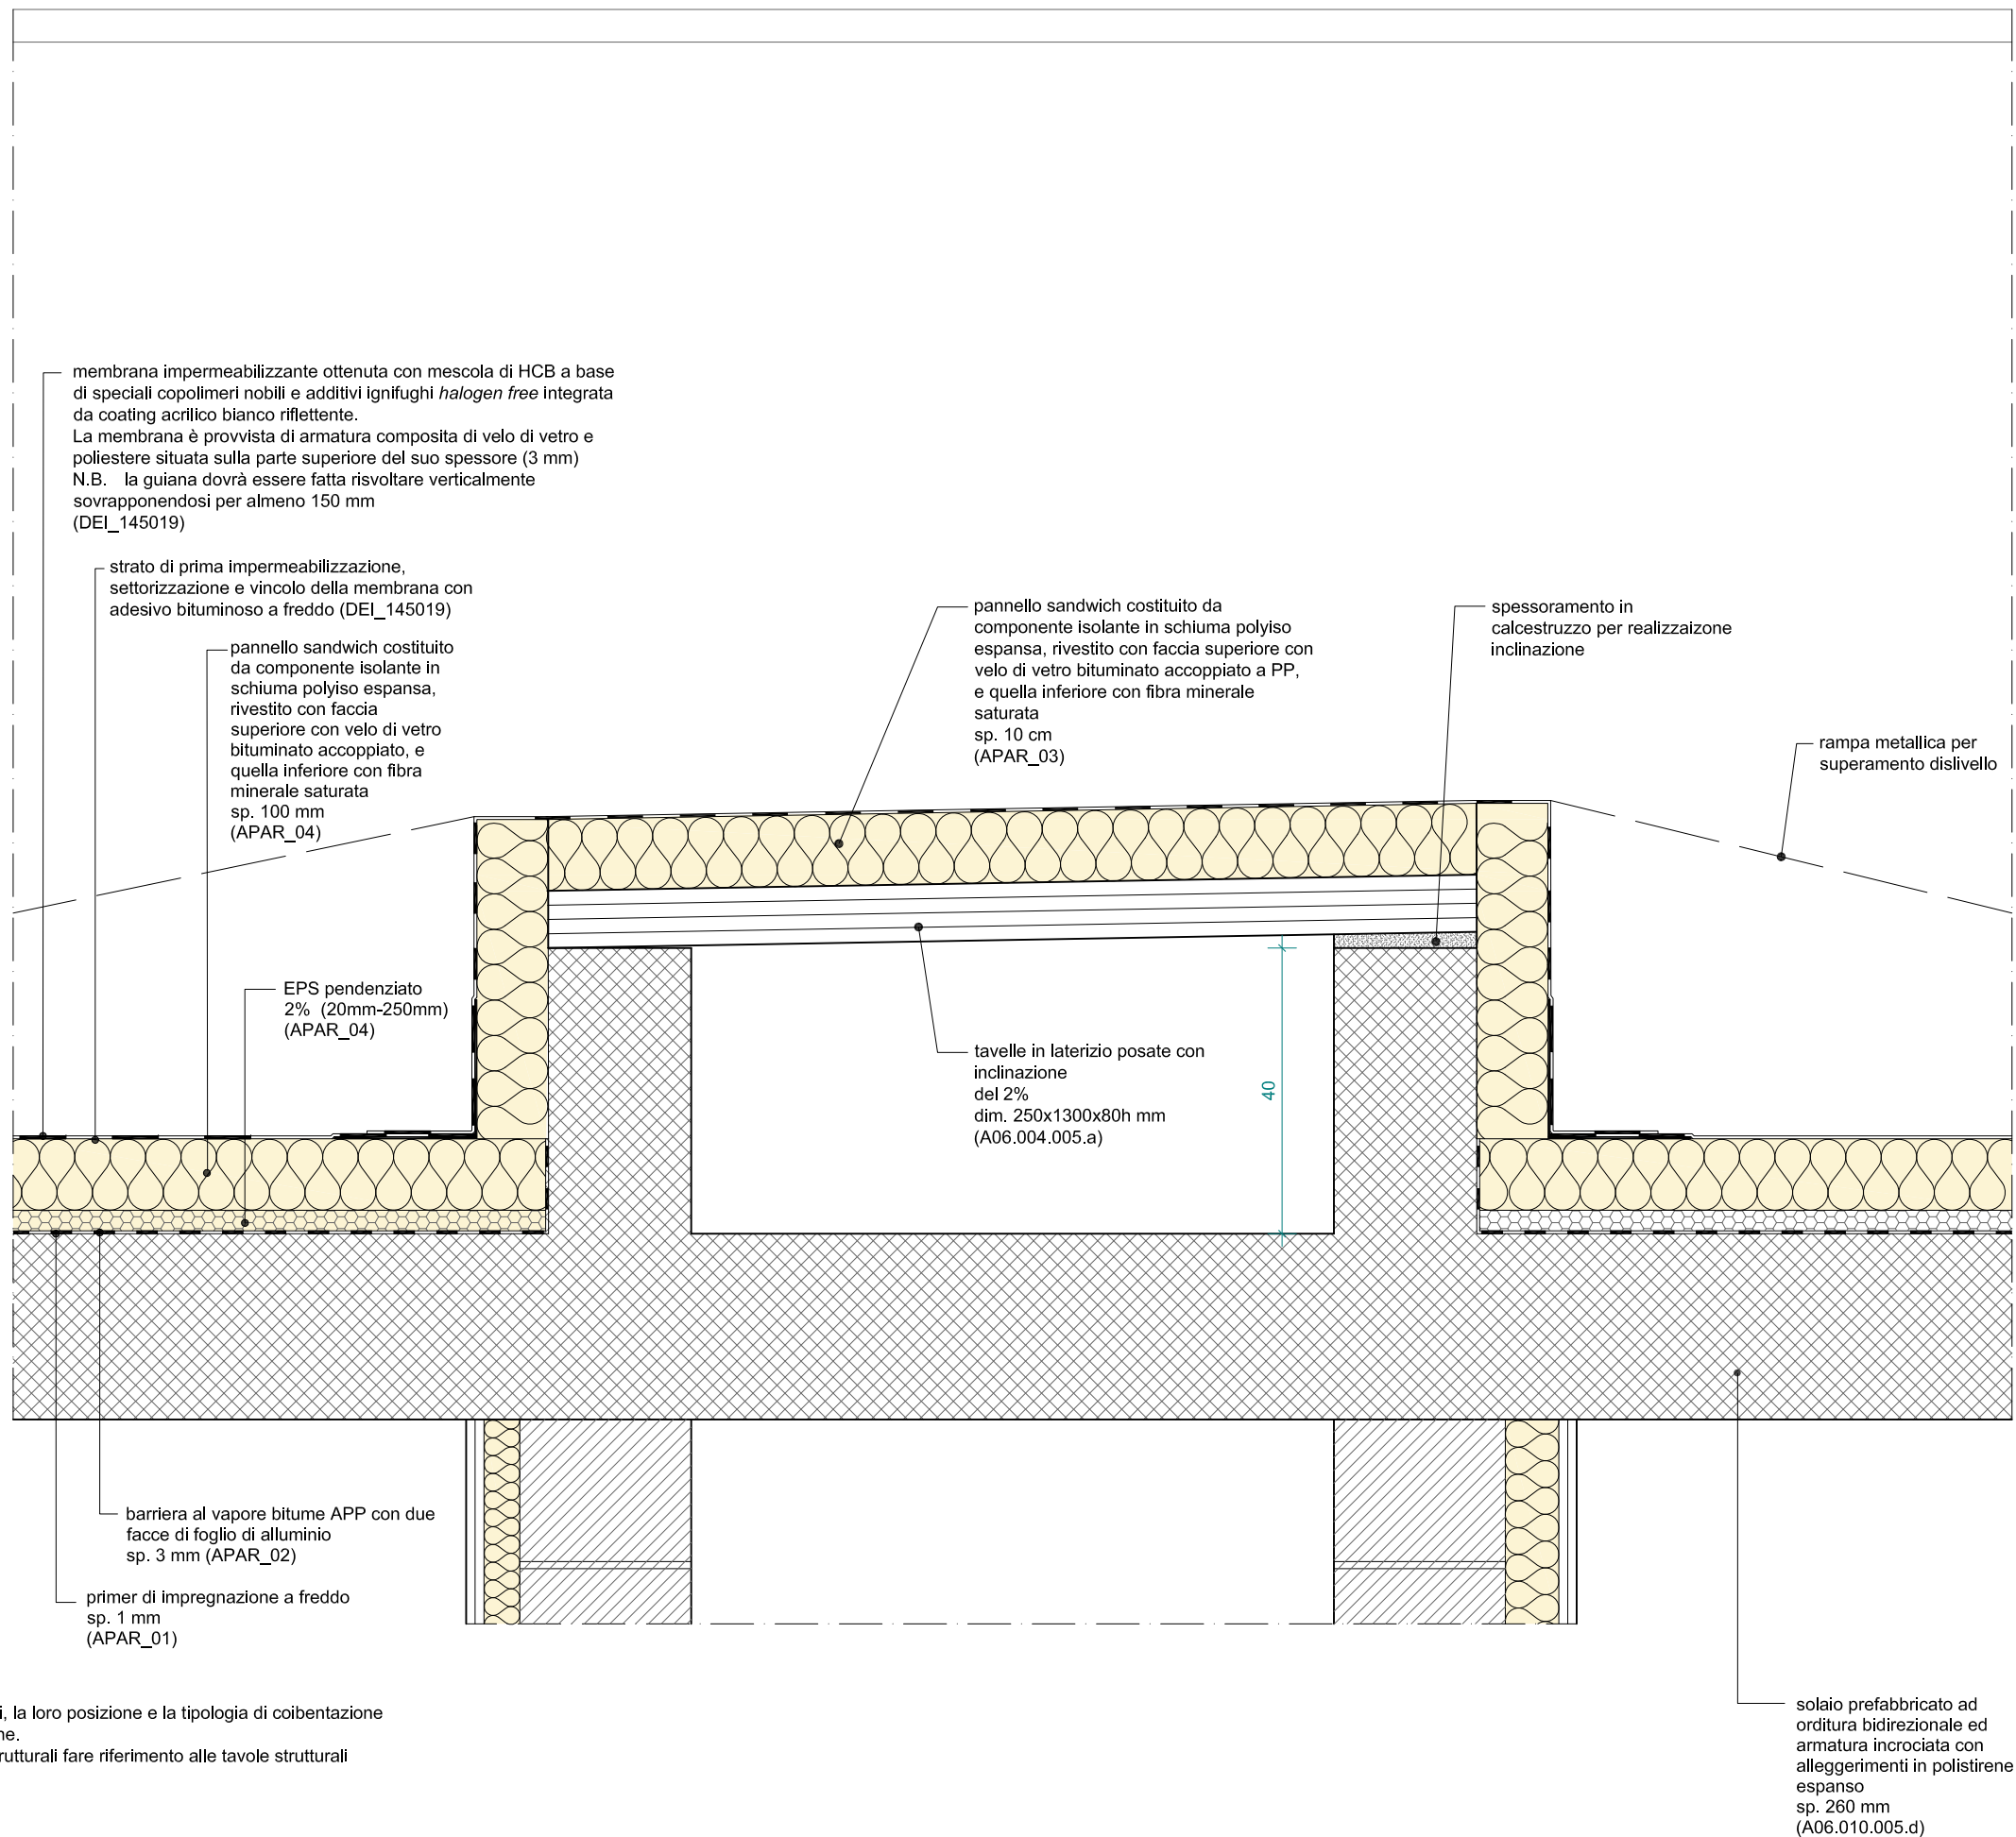 membrana impermeabilizzante ottenuta con mescola di HCB a base
di speciali copolimeri nobili e additivi ignifughi halogen free integrata
da coating acrilico bianco riflettente.
La membrana è provvista di armatura composita di velo di vetro e
poliestere situata sulla parte superiore del suo spessore (3 mm)
N.B. la guiana dovrà essere fatta risvoltare verticalmente
sovrapponendosi per almeno 150 mm
(DEI_145019)
strato di prima impermeabilizzazione,
settorizzazione e vincolo della membrana con
adesivo bituminoso a freddo (DEI_145019)
pannello sandwich costituito
da componente isolante in
schiuma polyiso espansa,
rivestito con faccia
superiore con velo di vetro
bituminato accoppiato, e
quella inferiore con fibra
minerale saturata
sp. 100 mm
(APAR_04)
pannello sandwich costituito da
componente isolante in schiuma polyiso
espansa, rivestito con faccia superiore con
velo di vetro bituminato accoppiato a PP,
e quella inferiore con fibra minerale
saturata
sp. 10 cm
(APAR_03)
spessoramento in
calcestruzzo per realizzaizone
inclinazione
rampa metallica per
superamento dislivello
EPS pendenziato
2% (20mm-250mm)
(APAR_04)
tavelle in laterizio posate con
inclinazione
del 2%
dim. 250x1300x80h mm
(A06.004.005.a)
40
barriera al vapore bitume APP con due
facce di foglio di alluminio
sp. 3 mm (APAR_02)
primer di impregnazione a freddo
sp. 1 mm
(APAR_01)
i, la loro posizione e la tipologia di coibentazione
ne.
rutturali fare riferimento alle tavole strutturali
solaio prefabbricato ad
orditura bidirezionale ed
armatura incrociata con
alleggerimenti in polistirene
espanso
sp. 260 mm
(A06.010.005.d)